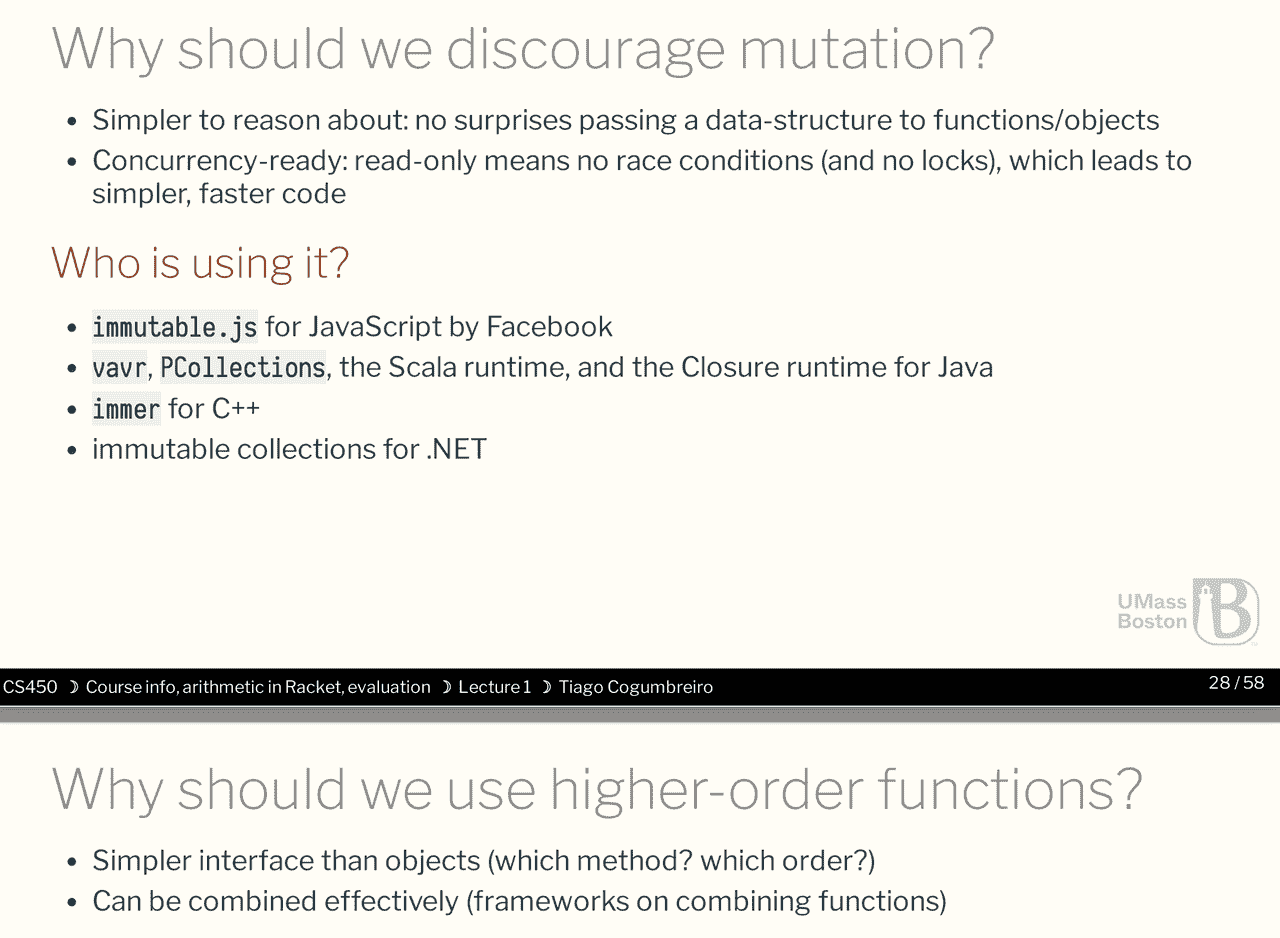 Why should we discourage mutation?
• Simpler to reason about: no surprises passing a data-structure to functions/objects
• Concurrency-ready: read-only means no race conditions (and no locks), which leads to
simpler, faster code
Who is using it?
• immutable.js for JavaScript by Facebook
• vavr, PCollections, the Scala runtime, and the Closure runtime for Java
• immer for C++
• immutable collections for .NET
UMass
Boston
B
CS450 ☽ Course info, arithmetic in Racket, evaluation ☽ Lecture 1 ☽ Tiago Cogumbreiro
28 / 58
Why should we use higher-order functions?
• Simpler interface than objects (which method? which order?)
• Can be combined effectively (frameworks on combining functions)